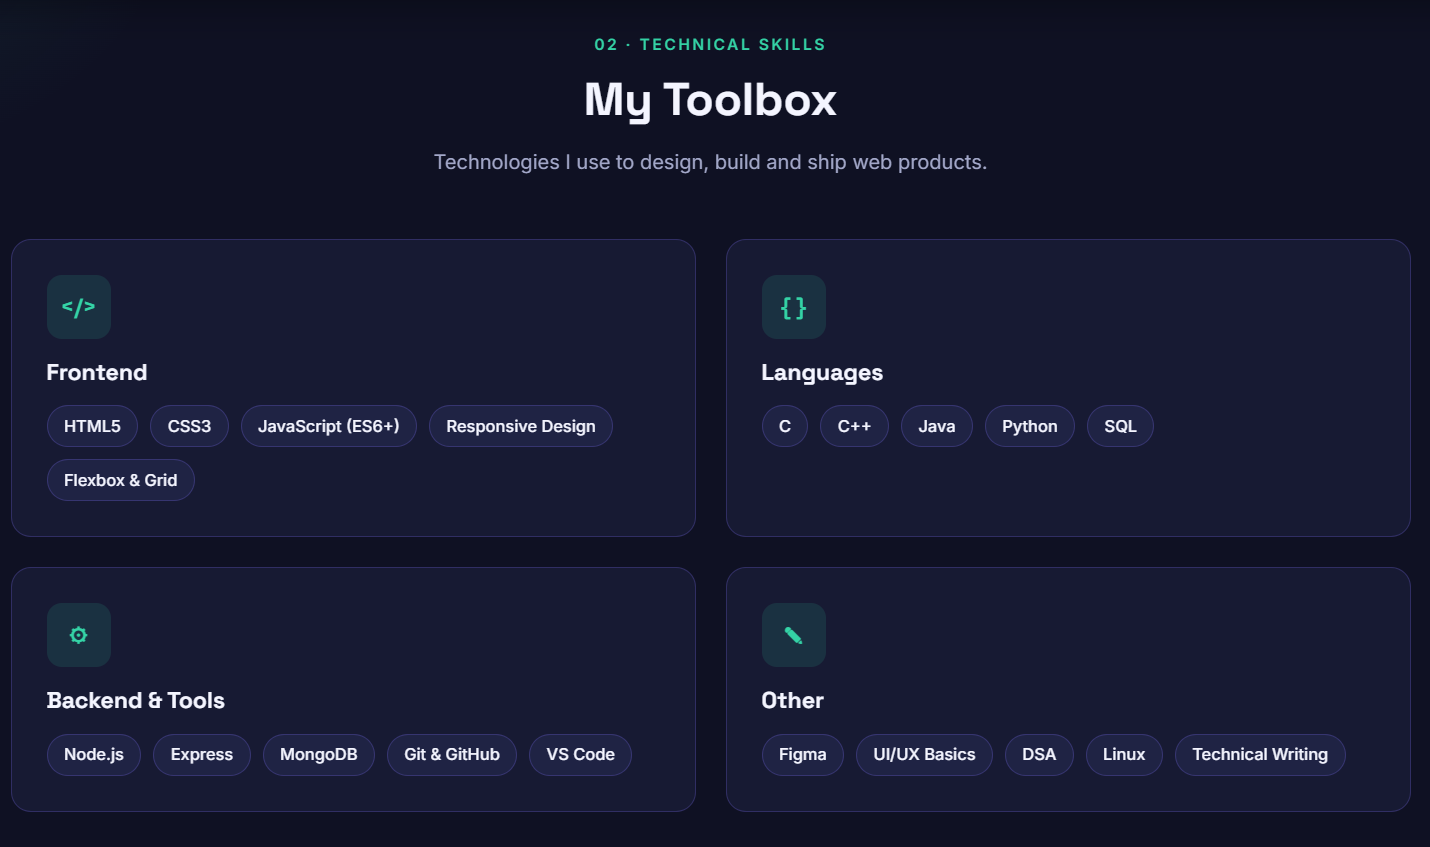 02 · TECHNICAL SKILLS
My Toolbox
Technologies I use to design, build and ship web products.
</>
Frontend
HTML5 CSS3 JavaScript (ES6+) Responsive Design
Flexbox & Grid
{}
Languages
C C++ Java Python SQL
Backend & Tools
Node.js Express MongoDB Git & GitHub VS Code
Other
Figma UI/UX Basics DSA Linux Technical Writing